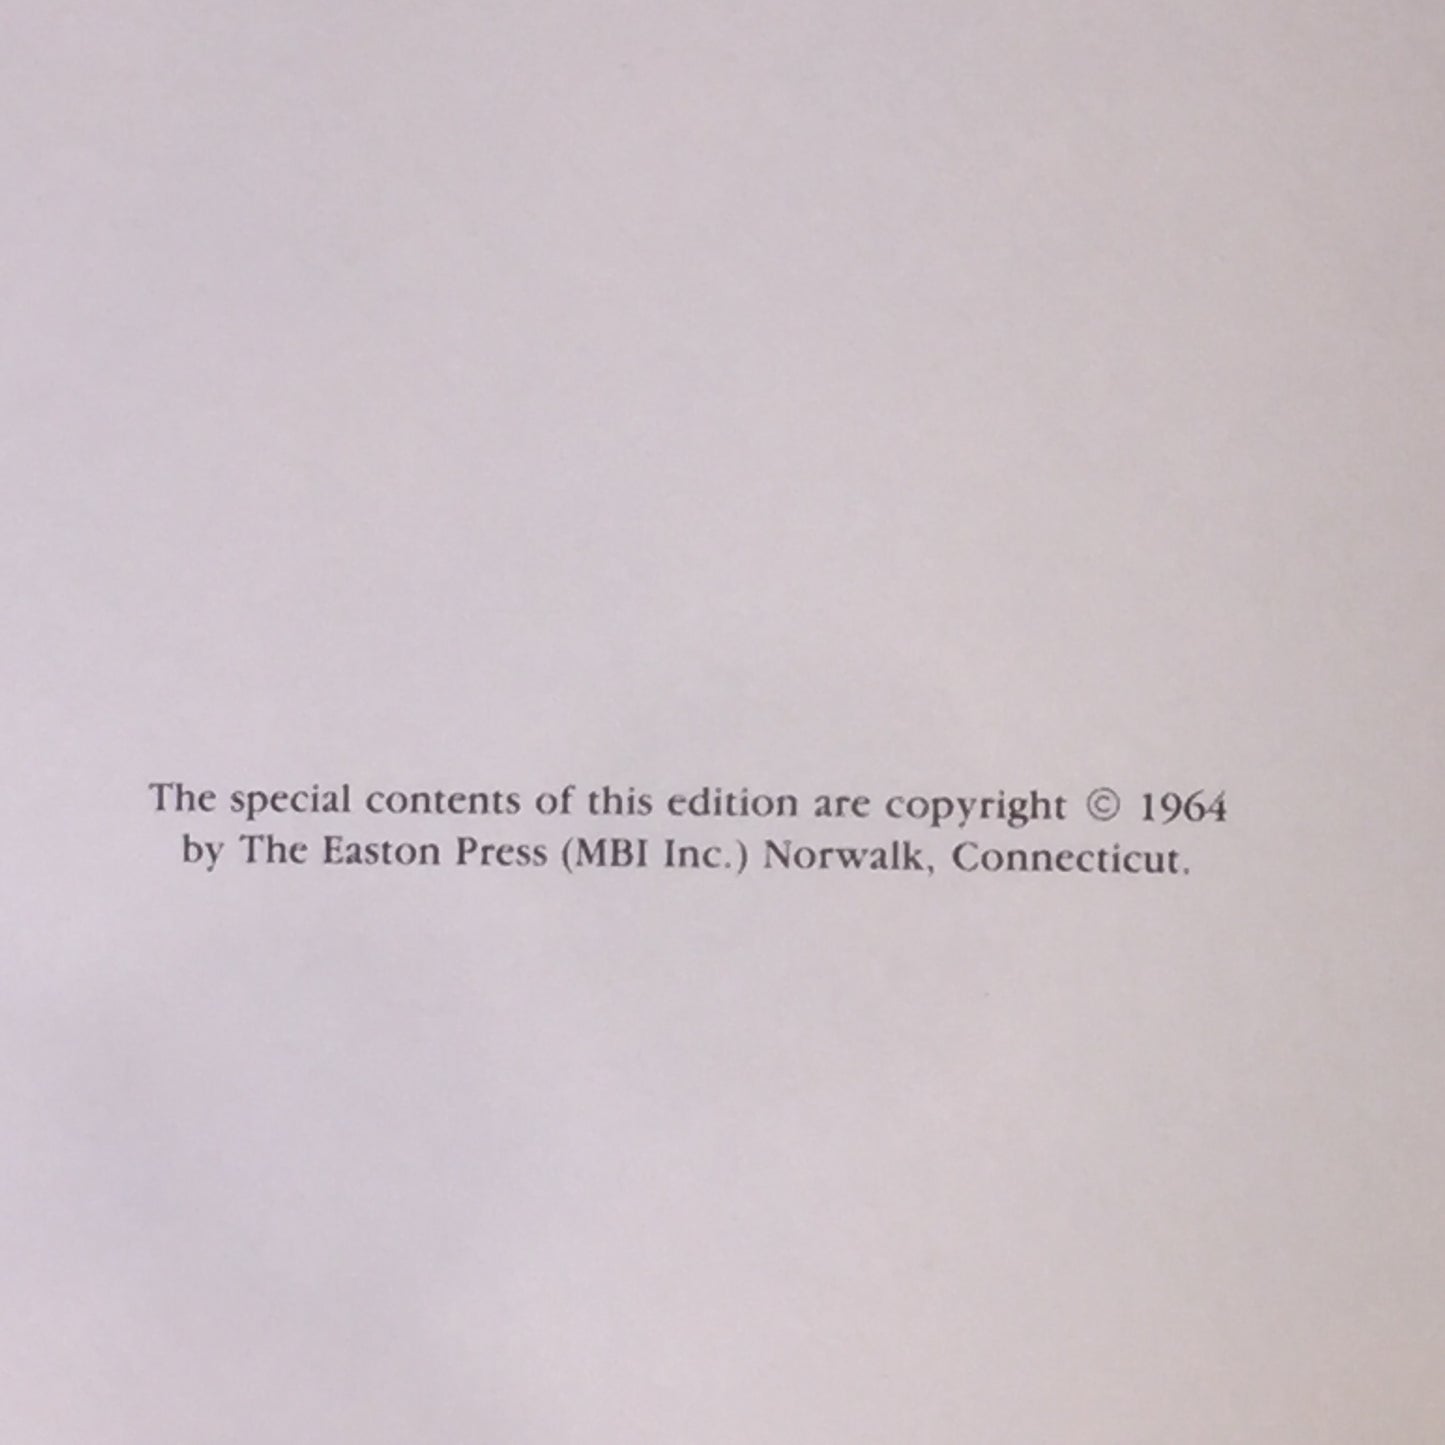 The special contents of this edition are copyright © 1964
by The Easton Press (MBI Inc.) Norwalk, Connecticut.